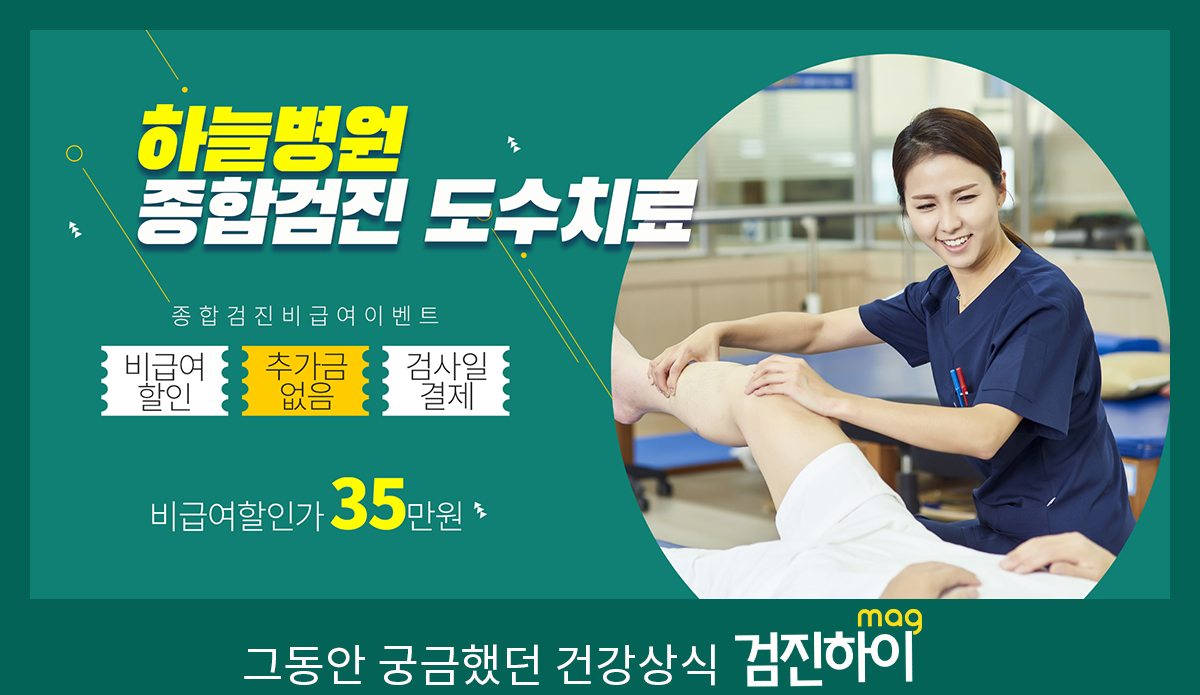 하늘병원
종합검진 도수치료
종합검진비급여이벤트
비급여
할인
추가금
없음
검사일
결제
비급여할인가 35만원
그동안 궁금했던 건강상식 검진하이 mag